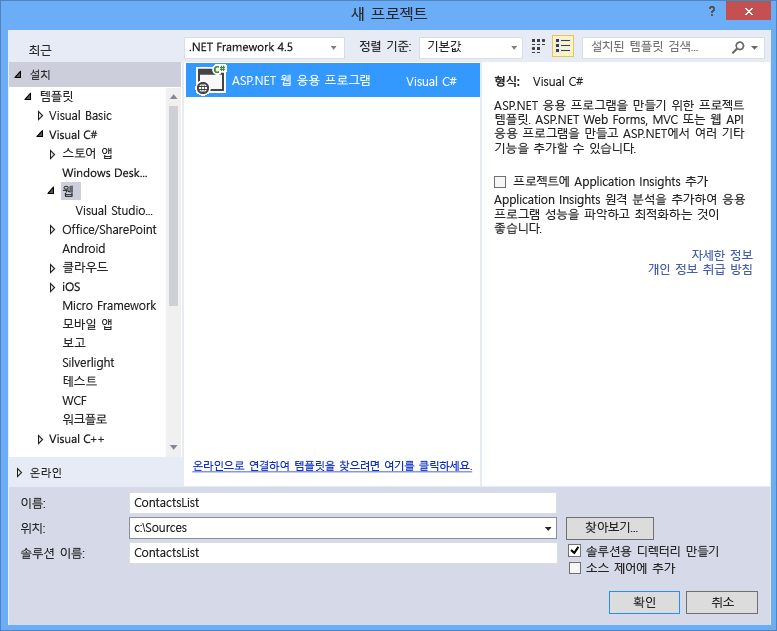 새 프로젝트
?
최근
.NET Framework 4.5
정렬 기준:
기본값
설치된 템플릿 검색...
설치
템플릿
Visual Basic
Visual C#
스토어 앱
Windows Desk...
웹
Visual Studio...
Office/SharePoint
Android
클라우드
iOS
Micro Framework
모바일 앱
보고
Silverlight
테스트
WCF
워크플로
Visual C++
온라인
C#
ASP.NET 웹 응용 프로그램
Visual C#
온라인으로 연결하여 템플릿을 찾으려면 여기를 클릭하세요.
형식: Visual C#
ASP.NET 응용 프로그램을 만들기 위한 프로젝트
템플릿. ASP.NET Web Forms, MVC 또는 웹 API
응용 프로그램을 만들고 ASP.NET에서 여러 기타
기능을 추가할 수 있습니다.
프로젝트에 Application Insights 추가
Application Insights 원격 분석을 추가하여 응용
프로그램 성능을 파악하고 최적화하는 것이
좋습니다.
자세한 정보
개인 정보 취급 방침
이름:
ContactsList
위치:
c:\Sources
찾아보기...
솔루션 이름:
ContactsList
솔루션용 디렉터리 만들기
소스 제어에 추가
확인
취소